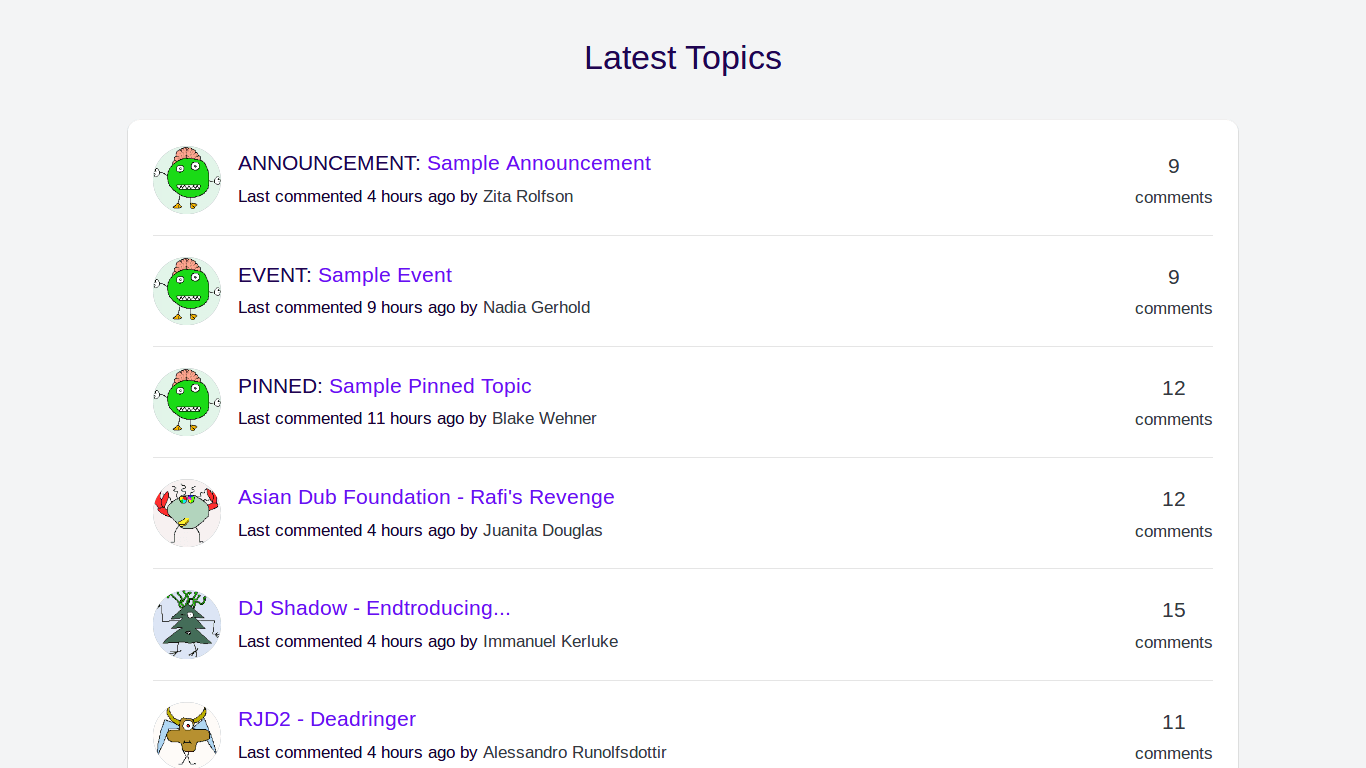 Latest Topics
ANNOUNCEMENT: Sample Announcement
Last commented 4 hours ago by Zita Rolfson
9
comments
EVENT: Sample Event
Last commented 9 hours ago by Nadia Gerhold
9
comments
PINNED: Sample Pinned Topic
Last commented 11 hours ago by Blake Wehner
12
comments
Asian Dub Foundation - Rafi's Revenge
Last commented 4 hours ago by Juanita Douglas
12
comments
DJ Shadow - Endtroducing...
Last commented 4 hours ago by Immanuel Kerluke
15
comments
RJD2 - Deadringer
Last commented 4 hours ago by Alessandro Runolfsdottir
11
comments